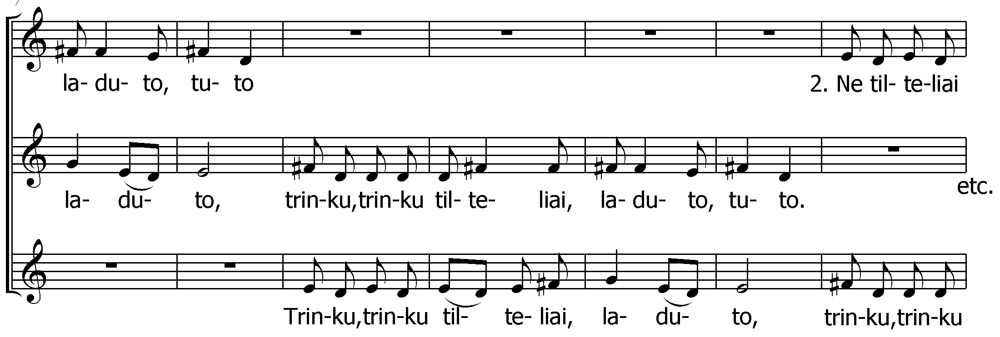 la- du- to, tu- to 2. Ne til- te-liai
la- du- to, trin-ku,trin-ku til- te- liai, la- du- to, tu- to. etc.
Trin-ku,trin-ku til- te- liai, la- du- to, trin-ku,trin-ku